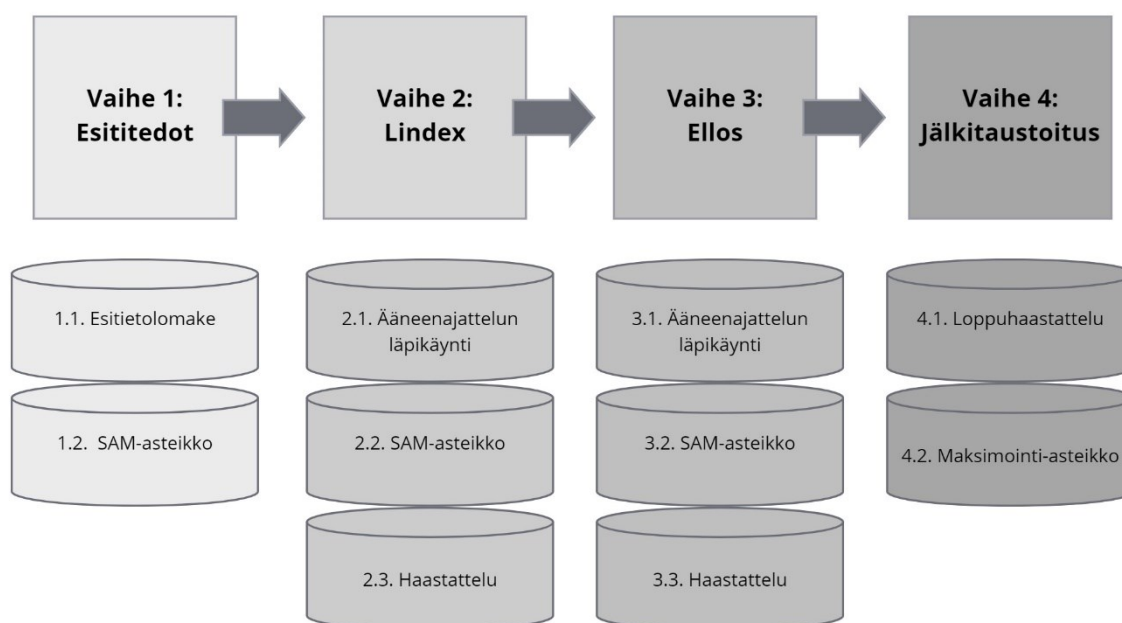 Vaihe 1:
Esititedot
Vaihe 2:
Lindex
Vaihe 3:
Ellos
Vaihe 4:
Jälkitaustoitus
1.1. Esitietolomake
1.2. SAM-asteikko
2.1. Ääneenajattelun
läpikäynti
2.2. SAM-asteikko
2.3. Haastattelu
3.1. Ääneenajattelun
läpikäynti
3.2. SAM-asteikko
3.3. Haastattelu
4.1. Loppuhaastattelu
4.2. Maksimointi-asteikko